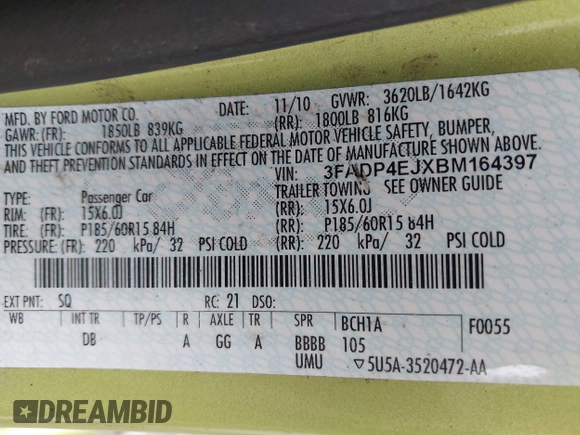 MFD. BY FORD MOTOR CO. DATE: 11/10 GVWR: 3620LB/1642KG
GAWR: (FR): 1850LB 839KG (RR): 1800LB 816KG
THIS VEHICLE CONFORMS TO ALL APPLICABLE FEDERAL MOTOR VEHICLE SAFETY, BUMPER,
AND THEFT PREVENTION STANDARDS IN EFFECT ON THE DATE OF MANUFACTURE SHOWN ABOVE.
VIN: 3FADP4EJXBM164397
TYPE: Passenger Car TRAILER TOWING SEE OWNER GUIDE
RIM: (FR): 15X6.0J (RR): 15X6.0J
TIRE: (FR): P185/60R15 84H (RR): P185/60R15 84H
PRESSURE: (FR): 220 kPa/ 32 PSI COLD (RR): 220 kPa/ 32 PSI COLD
EXT PNT: SQ RC: 21 DSO:
WB INT TR TP/PS R AXLE TR SPR BCH1A F0055
DB A GG A BBBB 105
UMU ▽5U5A-3520472-AA
DREAMBID